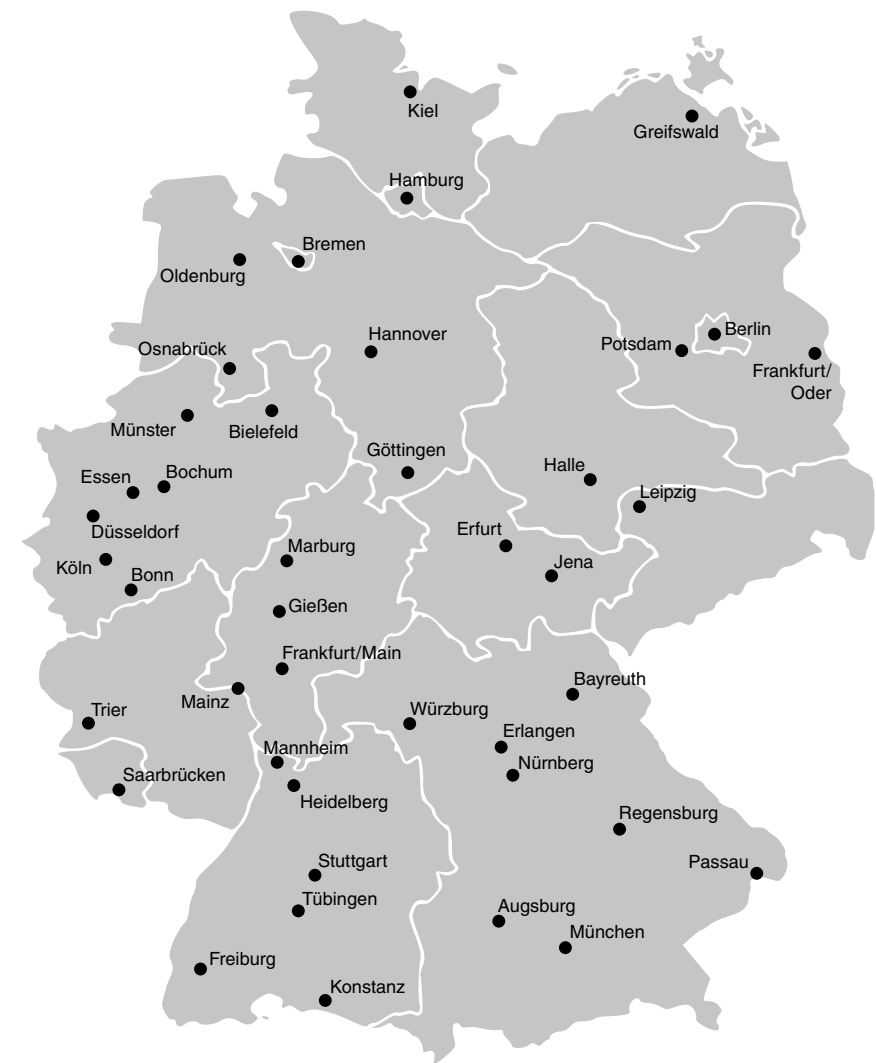 Kiel
Greifswald
Hamburg
Bremen
Oldenburg
Hannover
Berlin
Potsdam
Osnabrück
Frankfurt/
Oder
Münster
Bielefeld
Göttingen
Halle
Essen
Bochum
Leipzig
Düsseldorf
Erfurt
Marburg
Köln
Jena
Bonn
Gießen
Frankfurt/Main
Bayreuth
Mainz
Trier
Würzburg
Erlangen
Mannheim
Nürnberg
Saarbrücken
Heidelberg
Regensburg
Stuttgart
Passau
Tübingen
Augsburg
München
Freiburg
Konstanz